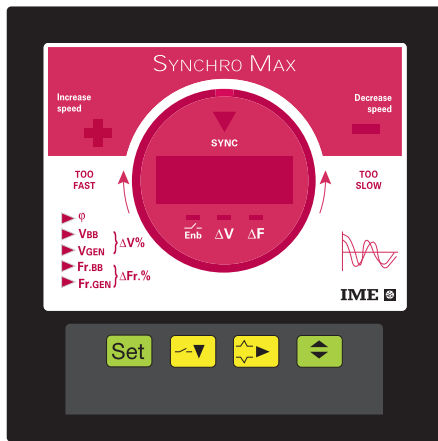 SYNCHRO MAX
Increase speed
Decrease speed
SYNC
TOO FAST
TOO SLOW
Enb ΔV ΔF
φ
VBB
VGEN
ΔV%
Fr.BB
Fr.GEN
ΔFr.%
IME
Set